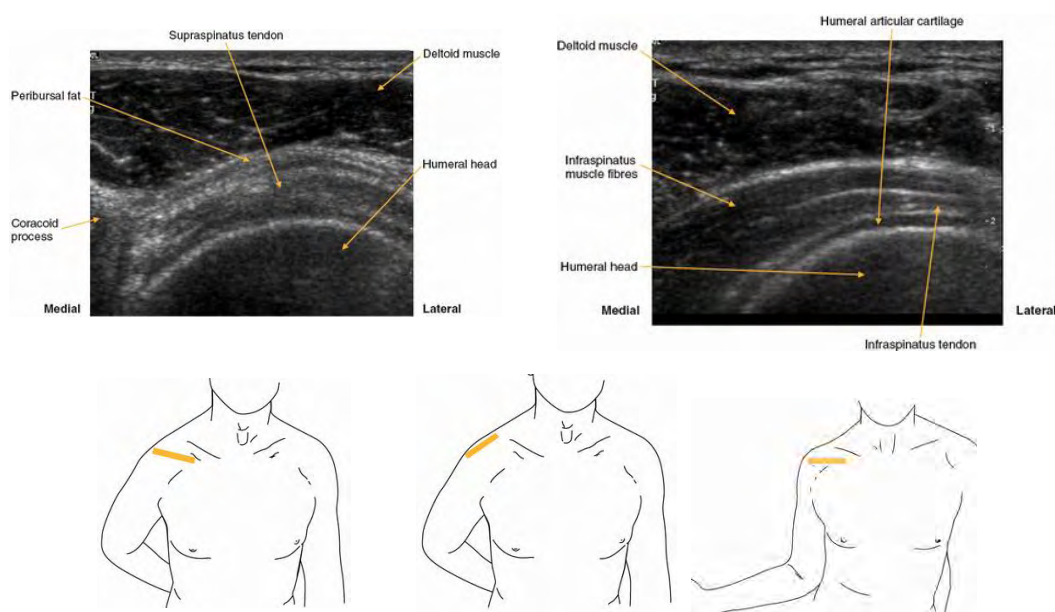 Supraspinatus tendon
Deltoid muscle
Peribursal fat
Humeral head
Coracoid
process
Medial
Lateral
Humeral articular cartilage
Deltoid muscle
T
Infraspinatus
muscle fibres
-2
Humeral head
Medial
Lateral
Infraspinatus tendon